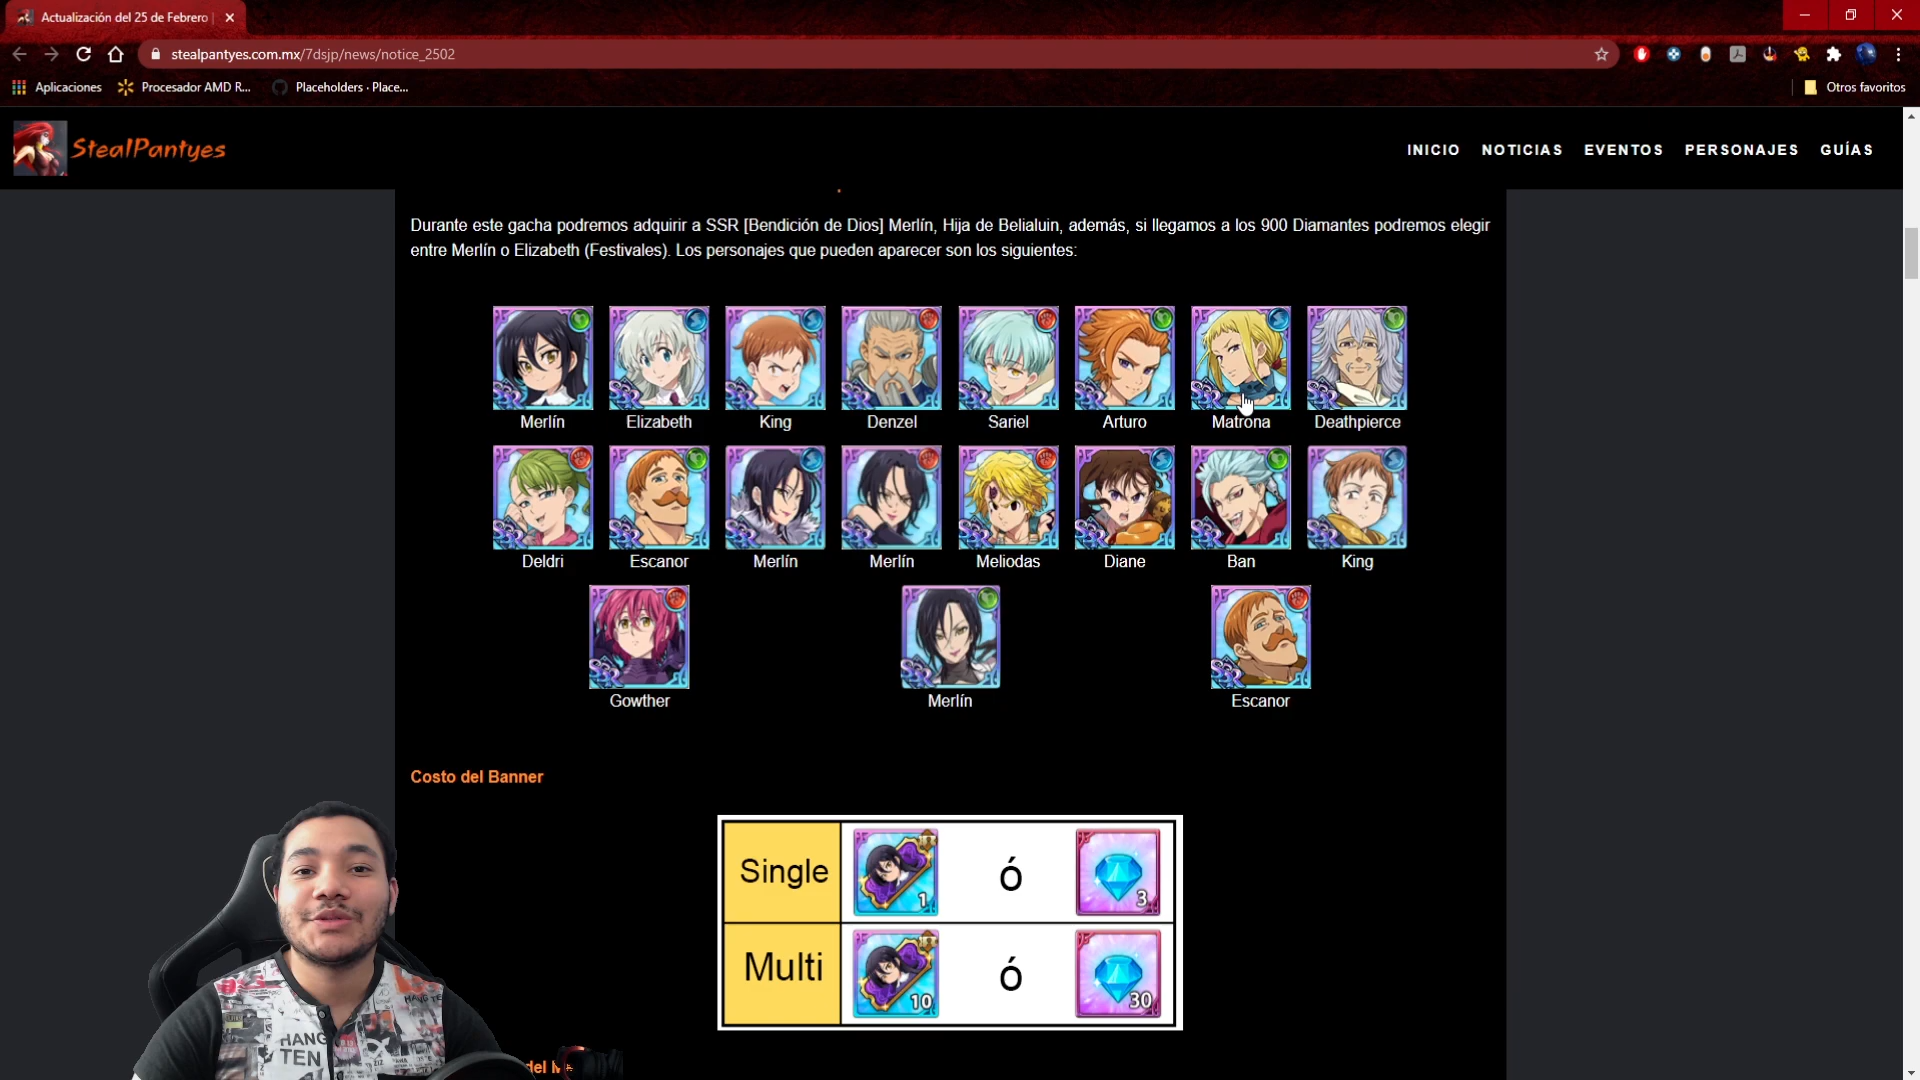 Actualización del 25 de Febrero |
stealpantyes.com.mx/7dsjp/news/notice_2502
Aplicaciones
Procesador AMD R...
Placeholders · Place...
Otros favoritos
StealPantyes
INICIO
NOTICIAS
EVENTOS
PERSONAJES
GUÍAS
Durante este gacha podremos adquirir a SSR [Bendición de Dios] Merlín, Hija de Belialuin, además, si llegamos a los 900 Diamantes podremos elegir
entre Merlín o Elizabeth (Festivales). Los personajes que pueden aparecer son los siguientes:
Merlín
Elizabeth
King
Denzel
Sariel
Arturo
Matrona
Deathpierce
Deldri
Escanor
Merlín
Merlín
Meliodas
Diane
Ban
King
Gowther
Merlín
Escanor
Costo del Banner
Single
1
ó
3
Multi
10
ó
30
HANG
TEN
del